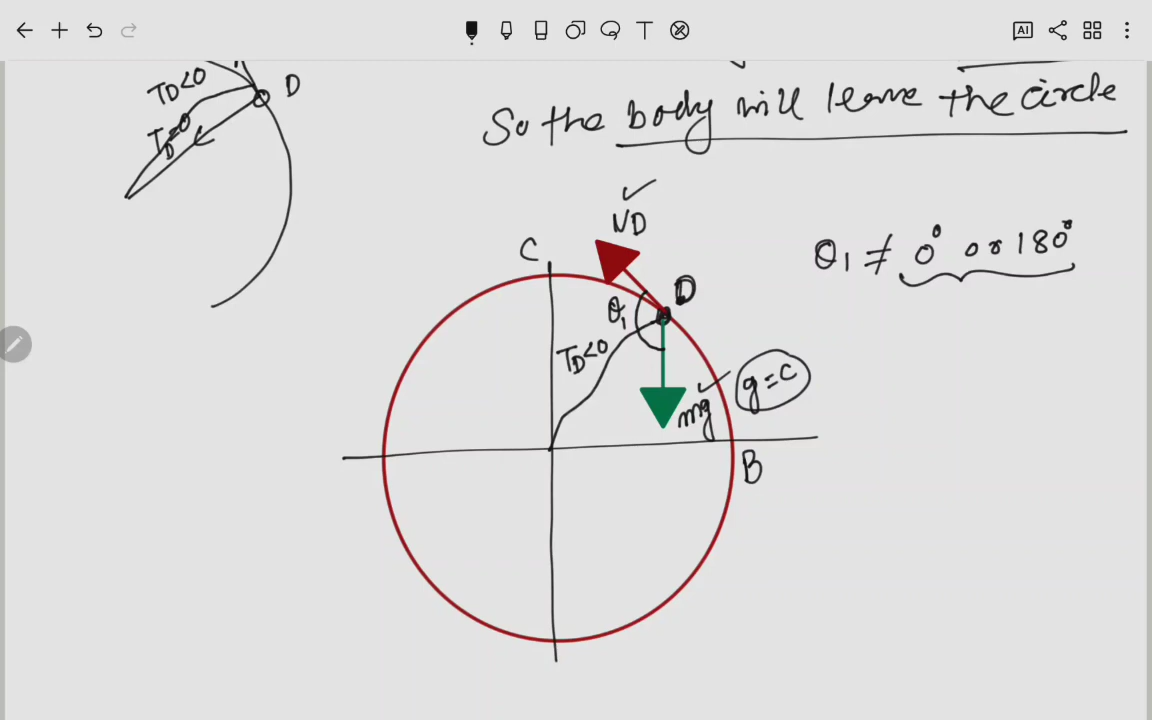 AI
T
D
TD<0
TD=0
So the body will leave the circle
VD
C
D
θ1 ≠ 0° or 180°
θ1
TD<0
g=c
mg
B